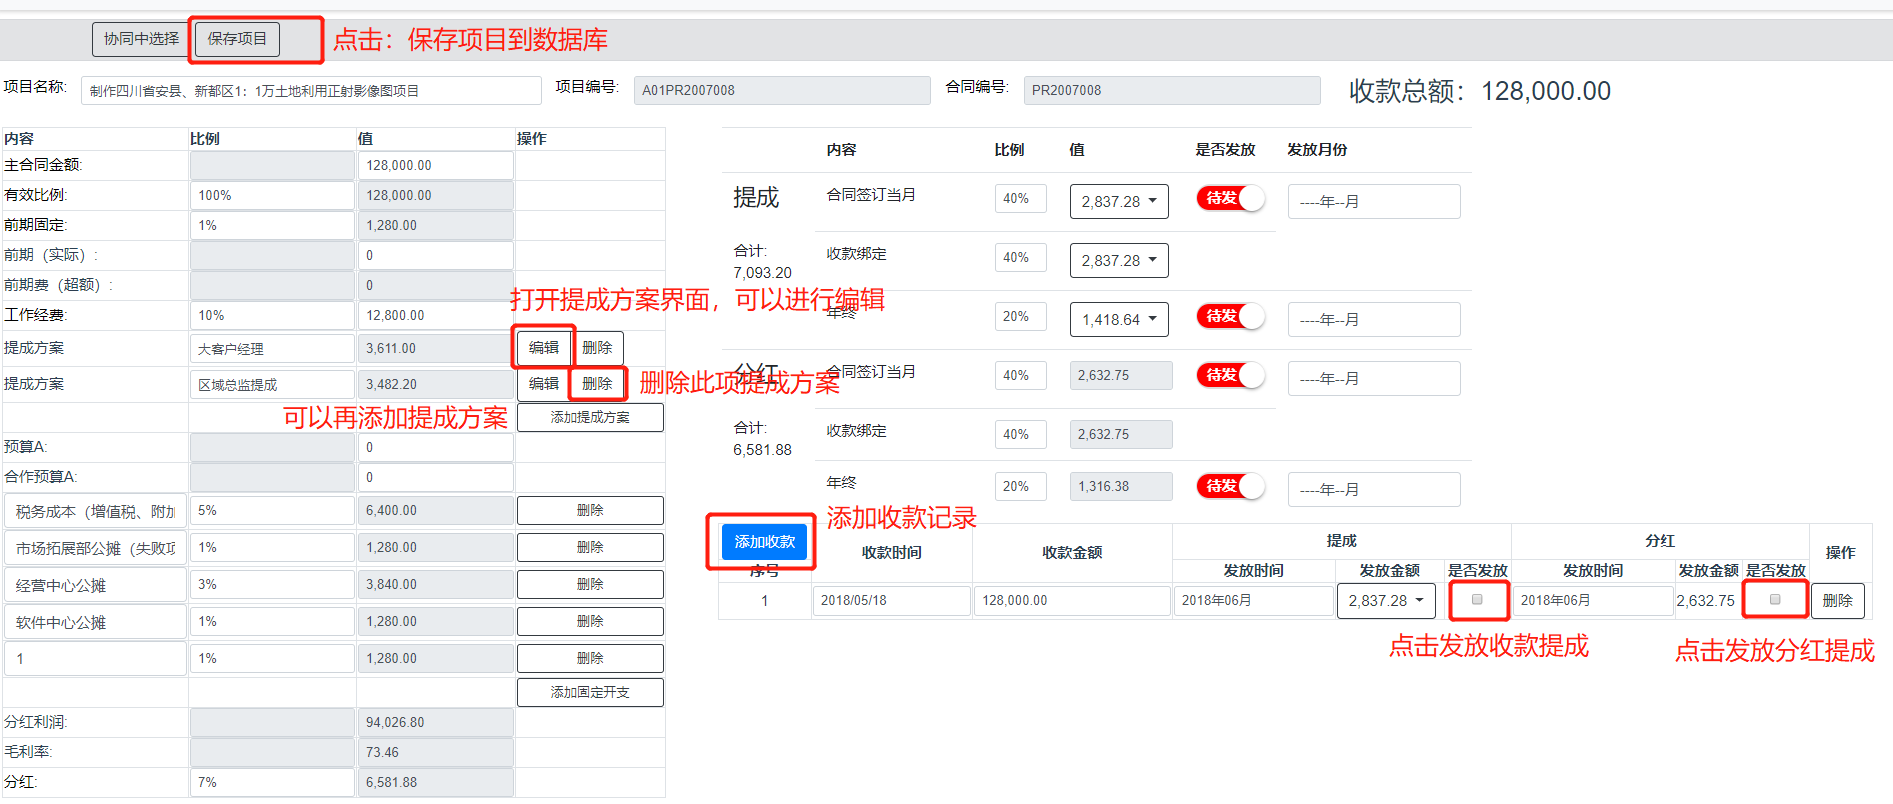 协同中选择 保存项目 点击：保存项目到数据库
项目名称: 制作四川省安县、新都区1：1万土地利用正射影像图项目 项目编号: A01PR2007008 合同编号: PR2007008 收款总额：128,000.00
内容 比例 值 操作
主合同金额: 128,000.00
有效比例: 100% 128,000.00
前期固定: 1% 1,280.00
前期（实际）: 0
前期费（超额）: 0
打开提成方案界面，可以进行编辑
工作经费: 10% 12,800.00
提成方案 大客户经理 3,611.00 编辑 删除
提成方案 区域总监提成 3,482.20 编辑 删除 删除此项提成方案
可以再添加提成方案 添加提成方案
预算A: 0
合作预算A: 0
税务成本（增值税、附加 5% 6,400.00 删除
市场拓展部公摊（失败项 1% 1,280.00 删除
经营中心公摊 3% 3,840.00 删除
软件中心公摊 1% 1,280.00 删除
1 1% 1,280.00 删除
添加固定开支
分红利润: 94,026.80
毛利率: 73.46
分红: 7% 6,581.88
内容 比例 值 是否发放 发放月份
提成 合同签订当月 40% 2,837.28 待发 ----年--月
合计:
7,093.20
收款绑定 40% 2,837.28
年终 20% 1,418.64 待发 ----年--月
分红 合同签订当月 40% 2,632.75 待发 ----年--月
合计:
6,581.88
收款绑定 40% 2,632.75
年终 20% 1,316.38 待发 ----年--月
添加收款记录
添加收款 收款时间 收款金额 提成 分红 操作
序号 发放时间 发放金额 是否发放 发放时间 发放金额 是否发放
1 2018/05/18 128,000.00 2018年06月 2,837.28 2018年06月 2,632.75 删除
点击发放收款提成 点击发放分红提成